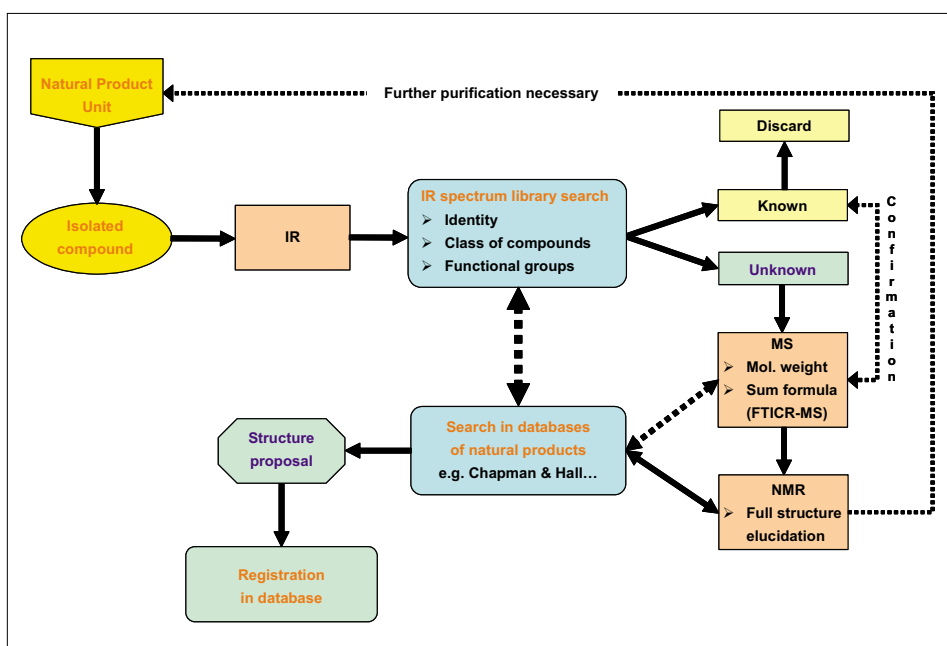 Natural Product
Unit
Further purification necessary
Discard
Isolated
compound
IR
IR spectrum library search
➢ Identity
➢ Class of compounds
➢ Functional groups
Known
Unknown
Confirmation
MS
➢ Mol. weight
➢ Sum formula
(FTICR-MS)
Structure
proposal
Search in databases
of natural products
e.g. Chapman & Hall…
NMR
➢ Full structure
elucidation
Registration
in database